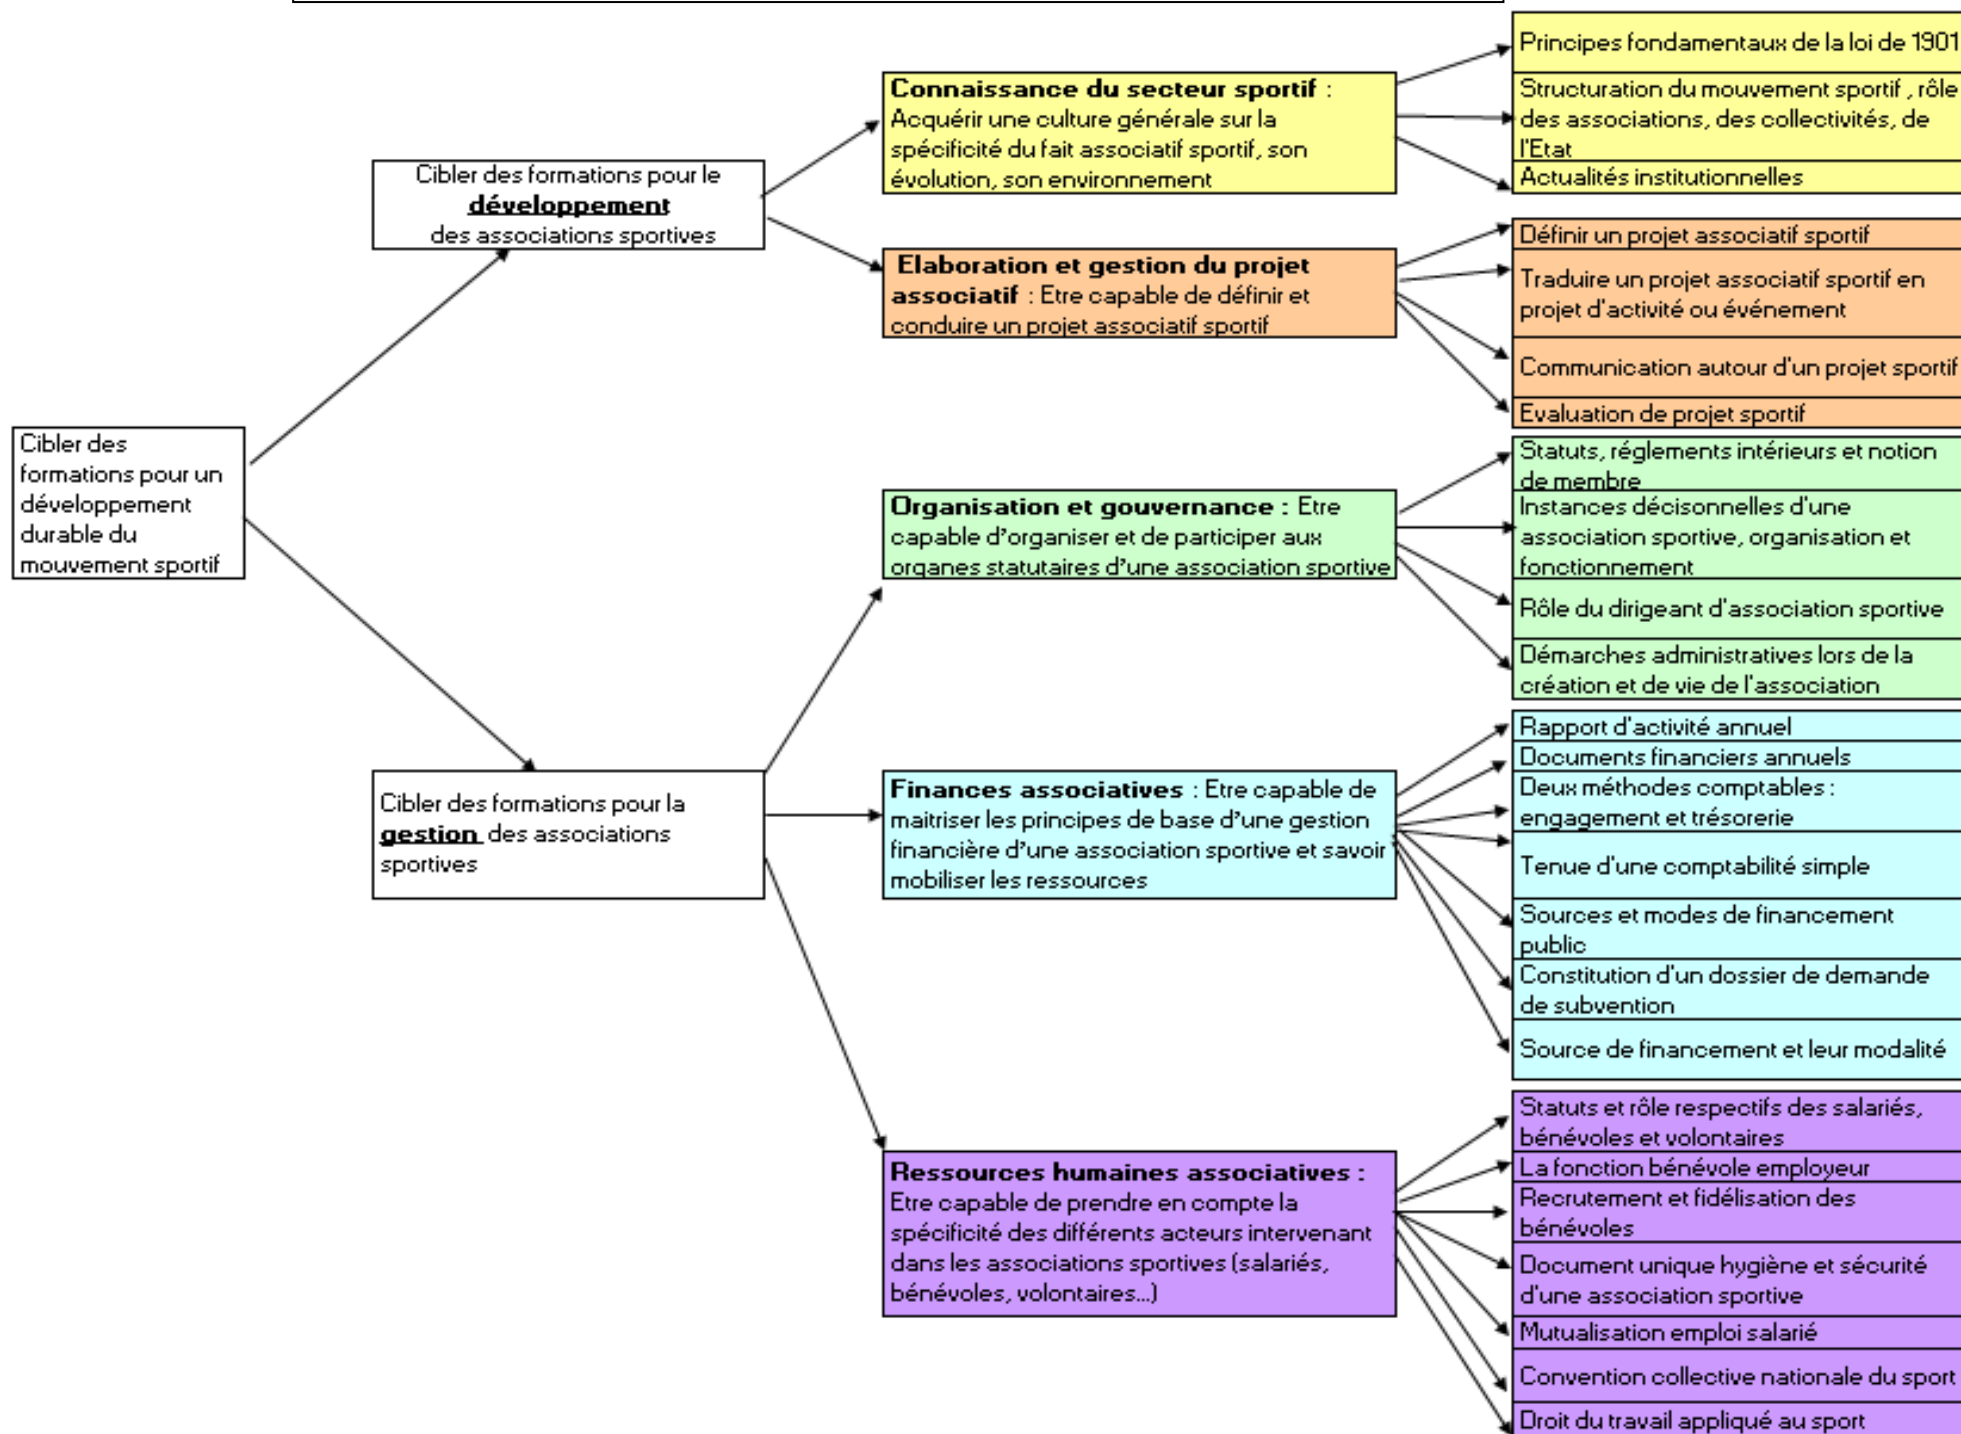 Cibler des
formations pour un
développement
durable du
mouvement sportif
Cibler des formations pour le
développement
des associations sportives
Cibler des formations pour la
gestion des associations
sportives
Connaissance du secteur sportif :
Acquérir une culture générale sur la
spécificité du fait associatif sportif, son
évolution, son environnement
Elaboration et gestion du projet
associatif : Etre capable de définir et
conduire un projet associatif sportif
Organisation et gouvernance : Etre
capable d'organiser et de participer aux
organes statutaires d'une association sportive
Finances associatives : Etre capable de
maitriser les principes de base d'une gestion
financière d'une association sportive et savoir
mobiliser les ressources
Ressources humaines associatives :
Etre capable de prendre en compte la
spécificité des différents acteurs intervenant
dans les associations sportives (salariés,
bénévoles, volontaires...)
Principes fondamentaux de la loi de 1901
Structuration du mouvement sportif , rôle
des associations, des collectivités, de
l'Etat
Actualités institutionnelles
Définir un projet associatif sportif
Traduire un projet associatif sportif en
projet d'activité ou événement
Communication autour d'un projet sportif
Evaluation de projet sportif
Statuts, réglements intérieurs et notion
de membre
Instances décisonnelles d'une
association sportive, organisation et
fonctionnement
Rôle du dirigeant d'association sportive
Démarches administratives lors de la
création et de vie de l'association
Rapport d'activité annuel
Documents financiers annuels
Deux méthodes comptables :
engagement et trésorerie
Tenue d'une comptabilité simple
Sources et modes de financement
public
Constitution d'un dossier de demande
de subvention
Source de financement et leur modalité
Statuts et rôle respectifs des salariés,
bénévoles et volontaires
La fonction bénévole employeur
Recrutement et fidélisation des
bénévoles
Document unique hygiène et sécurité
d'une association sportive
Mutualisation emploi salarié
Convention collective nationale du sport
Droit du travail appliqué au sport